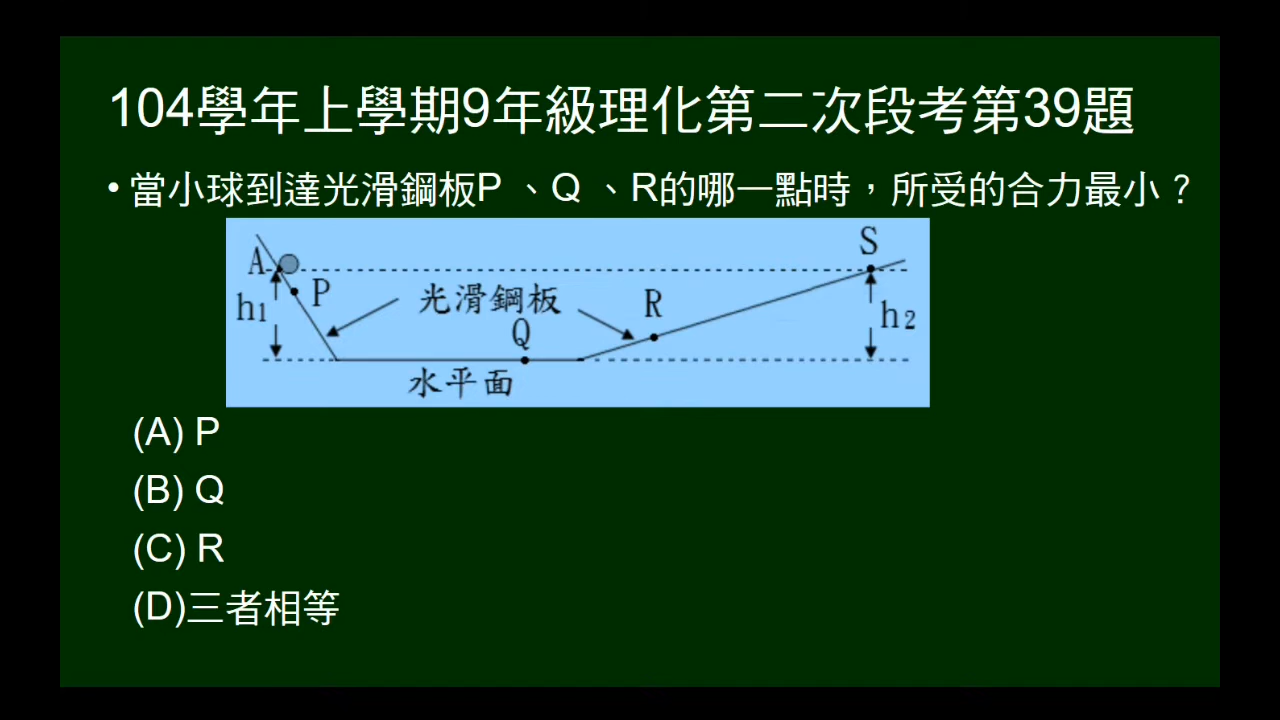 104學年上學期9年級理化第二次段考第39題
• 當小球到達光滑鋼板P 、Q 、R的哪一點時，所受的合力最小？
S
A
P
光滑鋼板
R
h1
h2
Q
水平面
(A) P
(B) Q
(C) R
(D)三者相等